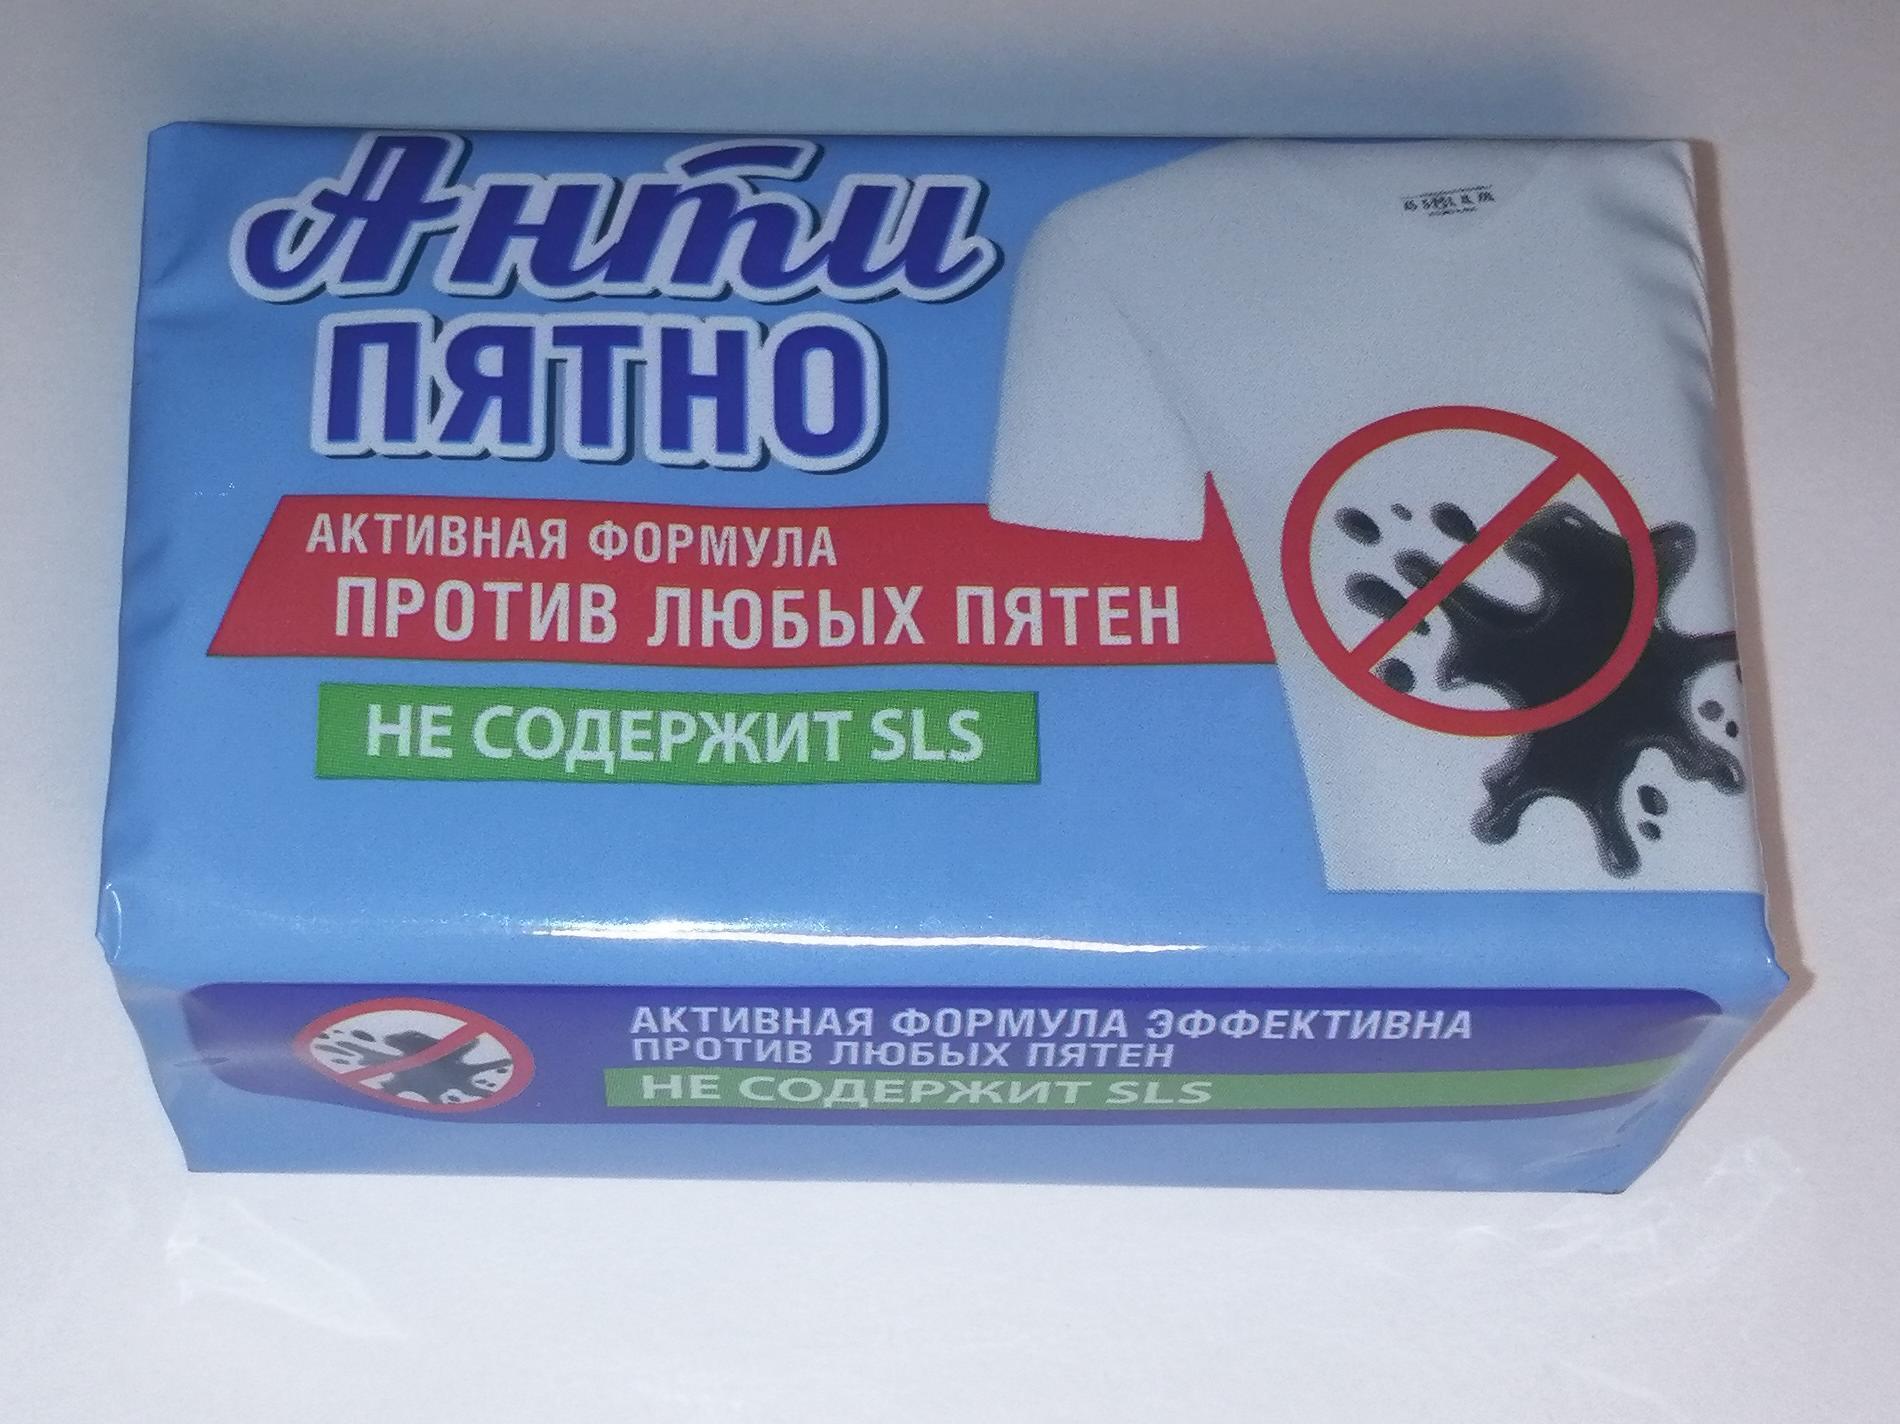 Анти
ПЯТНО
АКТИВНАЯ ФОРМУЛА
ПРОТИВ ЛЮБЫХ ПЯТЕН
НЕ СОДЕРЖИТ SLS
АКТИВНАЯ ФОРМУЛА ЭФФЕКТИВНА
ПРОТИВ ЛЮБЫХ ПЯТЕН
НЕ СОДЕРЖИТ SLS